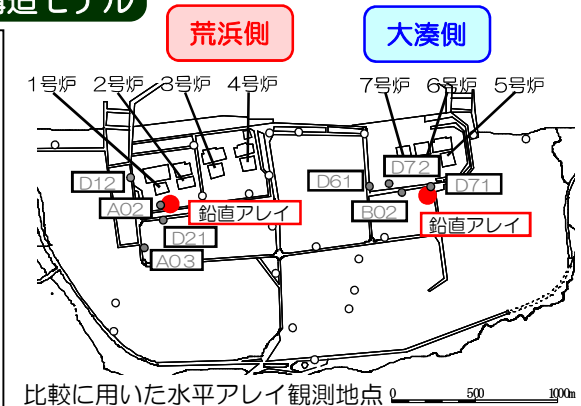 造モデル
荒浜側
大湊側
1号炉 2号炉 3号炉 4号炉
7号炉 6号炉 5号炉
D12
D61
D72
D71
A02
鉛直アレイ
B02
鉛直アレイ
D21
A03
比較に用いた水平アレイ観測地点
0 500 1000m